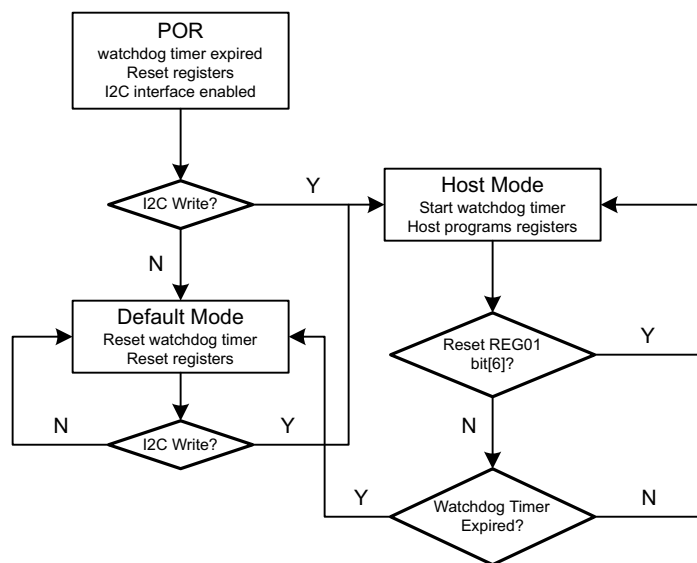 POR
watchdog timer expired
Reset registers
I2C interface enabled
I2C Write?
Y
N
Host Mode
Start watchdog timer
Host programs registers
Default Mode
Reset watchdog timer
Reset registers
Reset REG01
bit[6]?
Y
N
I2C Write?
N
Y
Watchdog Timer
Expired?
Y
N